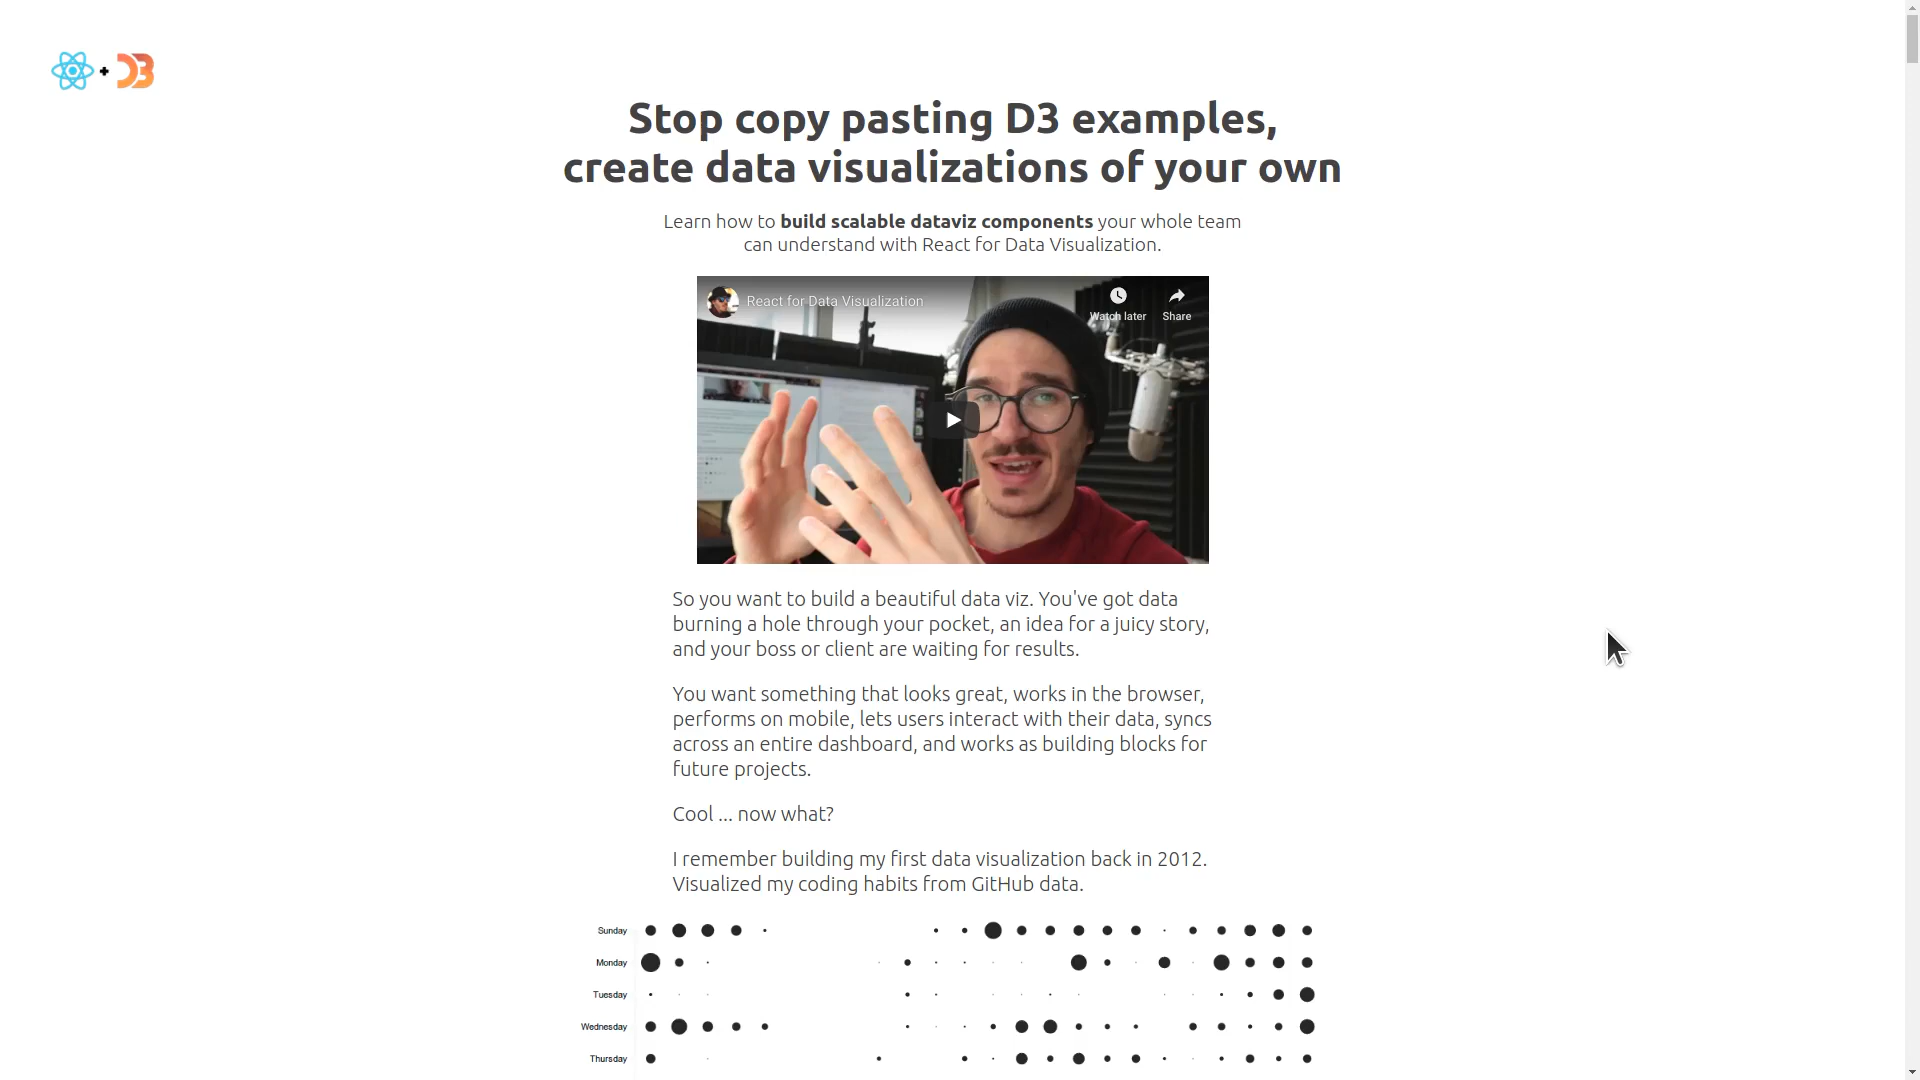 D3
Stop copy pasting D3 examples,
create data visualizations of your own
Learn how to build scalable dataviz components your whole team
can understand with React for Data Visualization.
React for Data Visualization
Watch later
Share
So you want to build a beautiful data viz. You've got data
burning a hole through your pocket, an idea for a juicy story,
and your boss or client are waiting for results.
You want something that looks great, works in the browser,
performs on mobile, lets users interact with their data, syncs
across an entire dashboard, and works as building blocks for
future projects.
Cool ... now what?
I remember building my first data visualization back in 2012.
Visualized my coding habits from GitHub data.
Sunday
Monday
Tuesday
Wednesday
Thursday